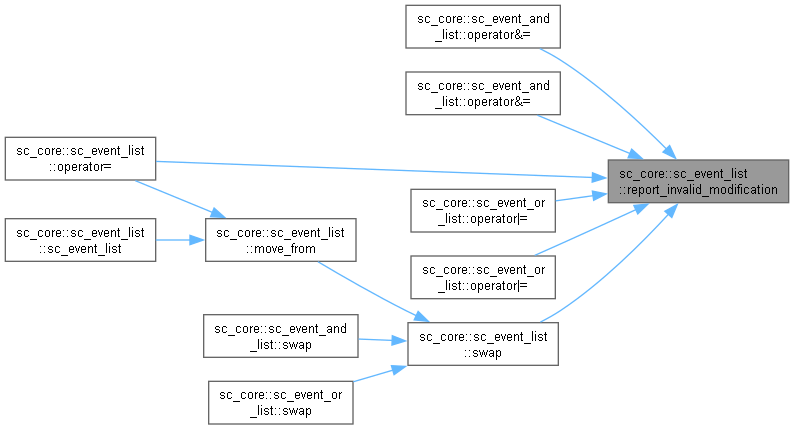 sc_core::sc_event_and
_list::operator&=
sc_core::sc_event_and
_list::operator&=
sc_core::sc_event_list
::operator=
sc_core::sc_event_list
::report_invalid_modification
sc_core::sc_event_or
_list::operator|=
sc_core::sc_event_list
::sc_event_list
sc_core::sc_event_list
::move_from
sc_core::sc_event_or
_list::operator|=
sc_core::sc_event_and
_list::swap
sc_core::sc_event_list
::swap
sc_core::sc_event_or
_list::swap